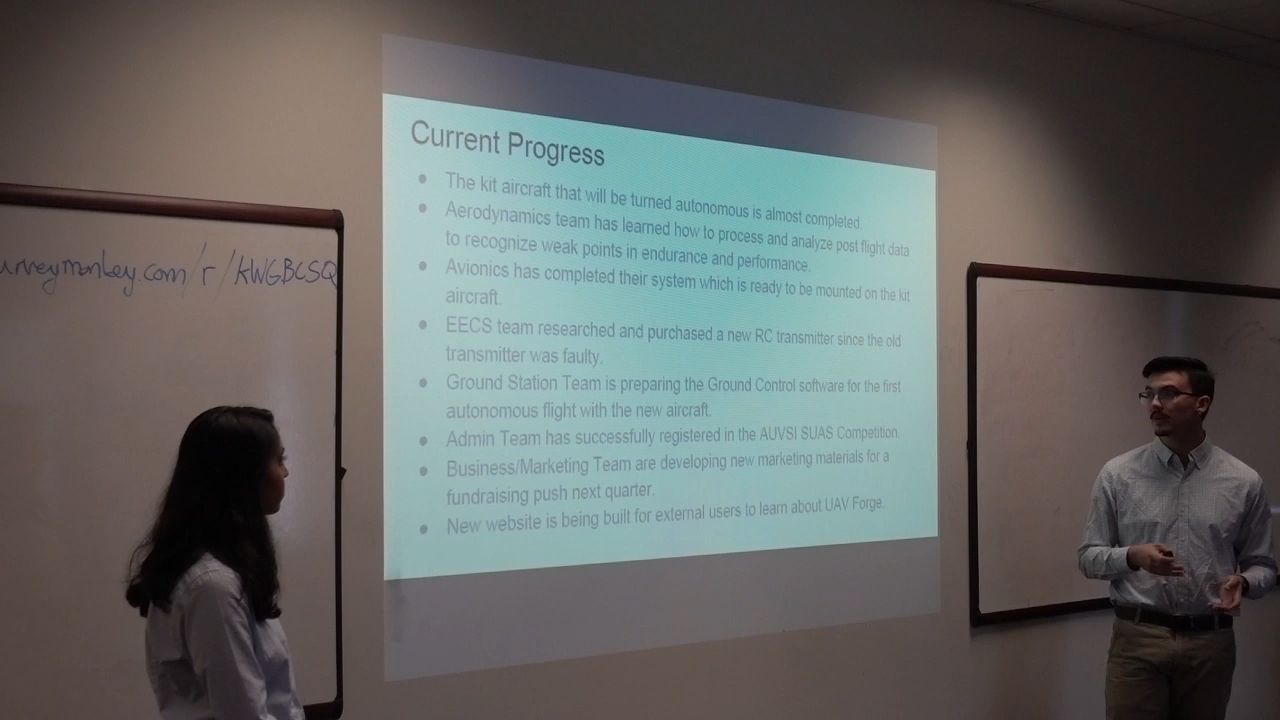 urveymonkey.com/r/KWGBCSQ
Current Progress
• The kit aircraft that will be turned autonomous is almost completed.
• Aerodynamics team has learned how to process and analyze post flight data
to recognize weak points in endurance and performance.
• Avionics has completed their system which is ready to be mounted on the kit
aircraft.
• EECS team researched and purchased a new RC transmitter since the old
transmitter was faulty.
• Ground Station Team is preparing the Ground Control software for the first
autonomous flight with the new aircraft.
• Admin Team has successfully registered in the AUVSI SUAS Competition.
• Business/Marketing Team are developing new marketing materials for a
fundraising push next quarter.
• New website is being built for external users to learn about UAV Forge.